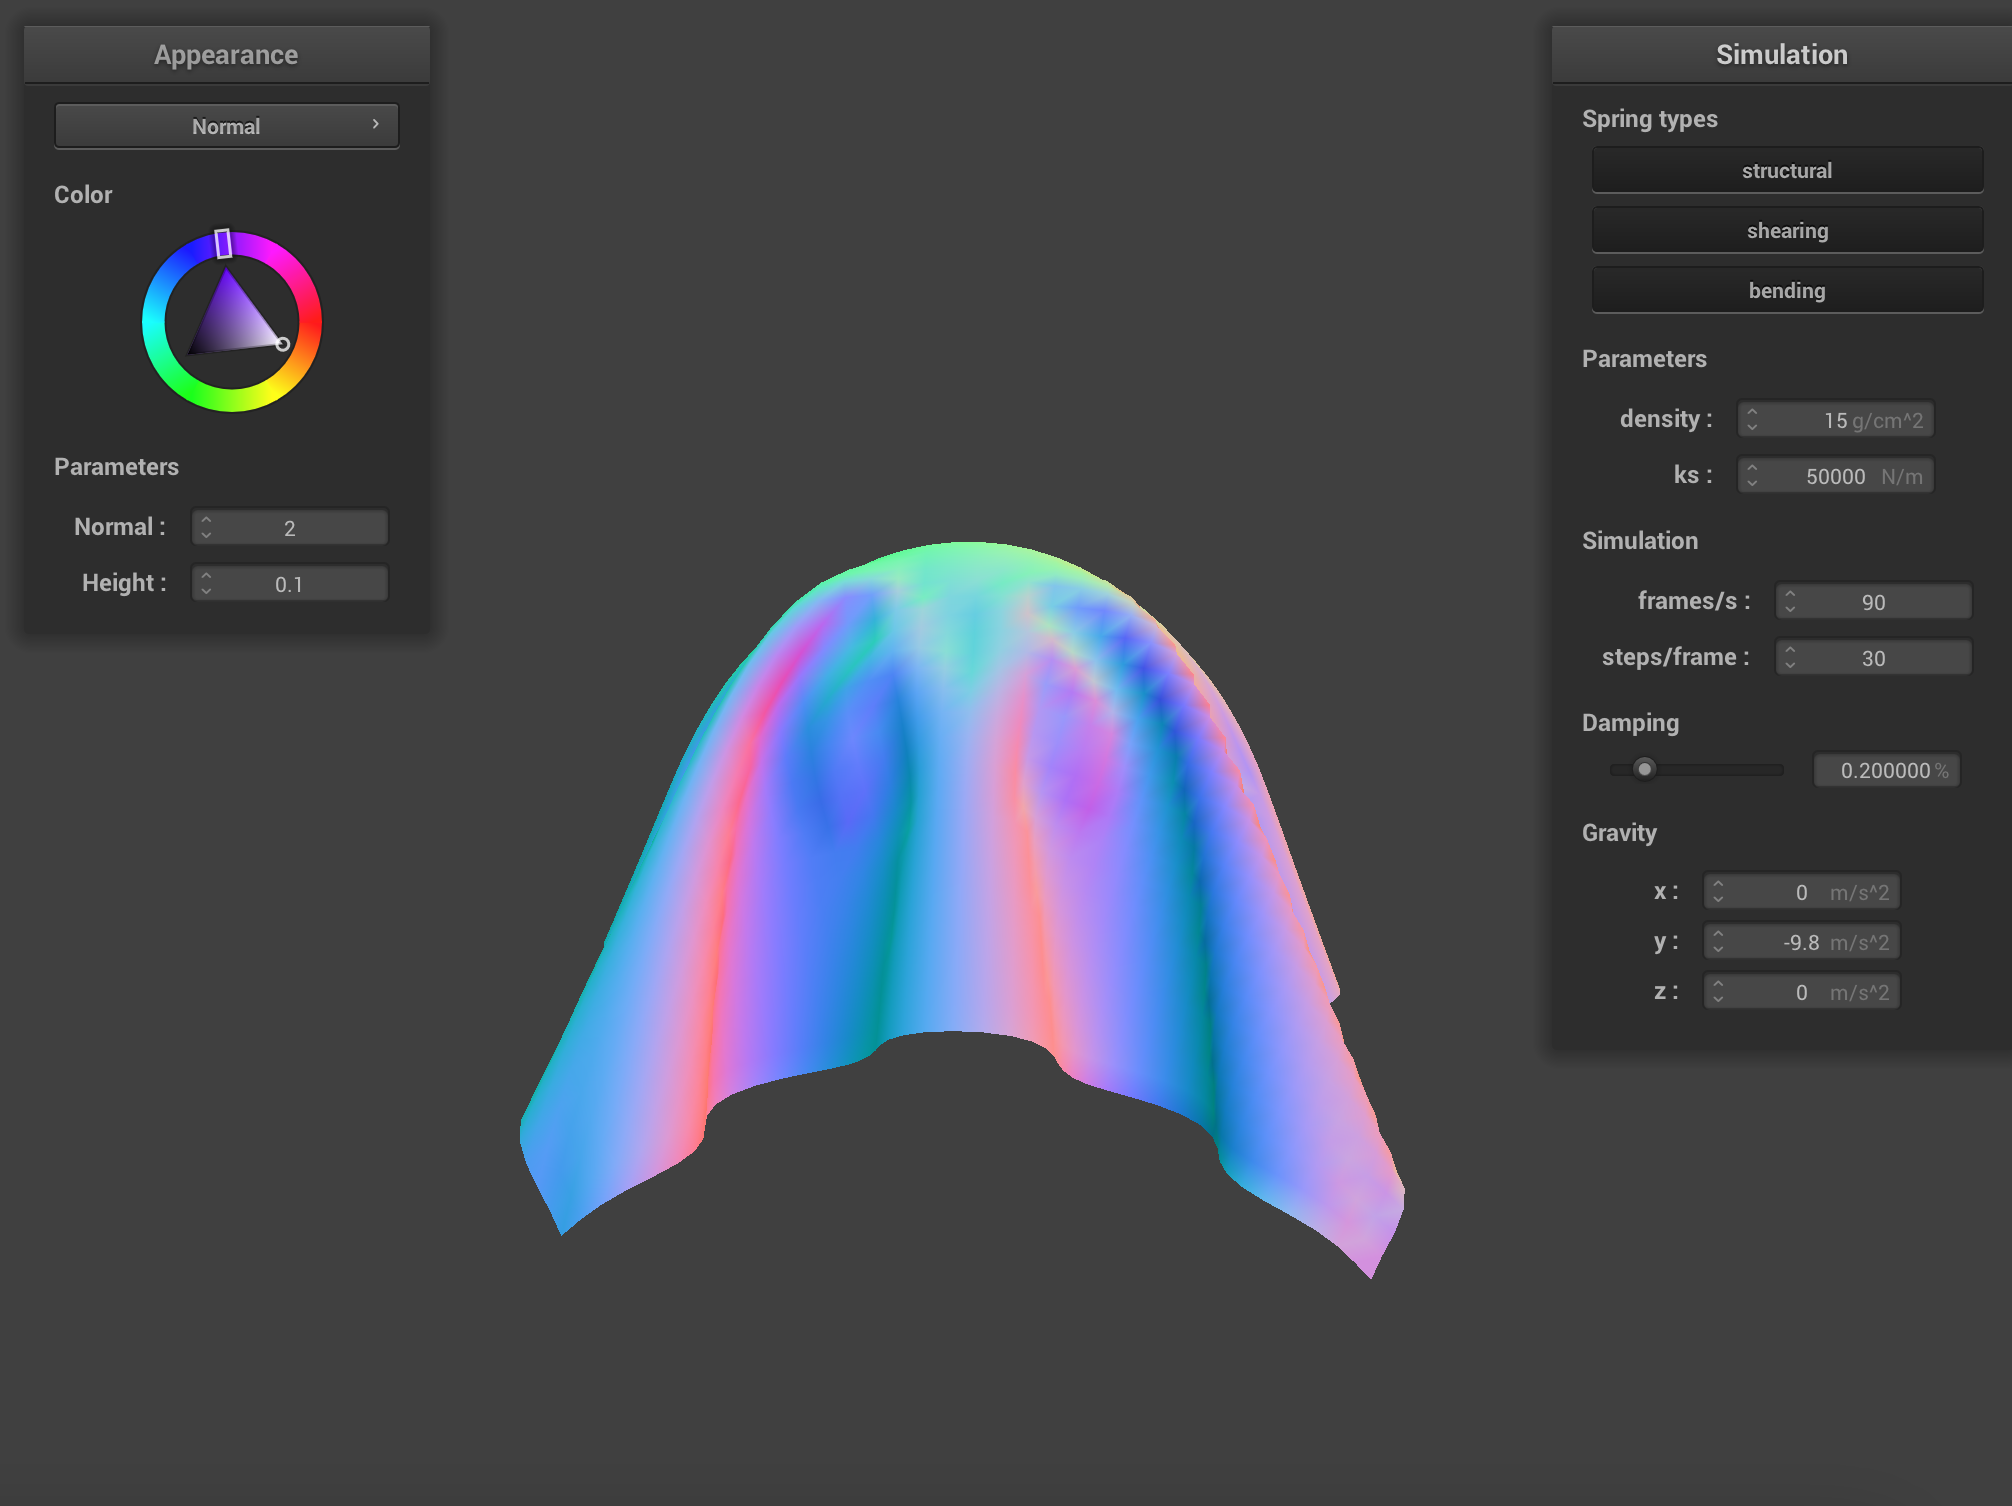 Appearance
Normal
Color
Parameters
Normal : 2
Height : 0.1
Simulation
Spring types
structural
shearing
bending
Parameters
density : 15 g/cm^2
ks : 50000 N/m
Simulation
frames/s : 90
steps/frame : 30
Damping
0.200000 %
Gravity
x : 0 m/s^2
y : -9.8 m/s^2
z : 0 m/s^2